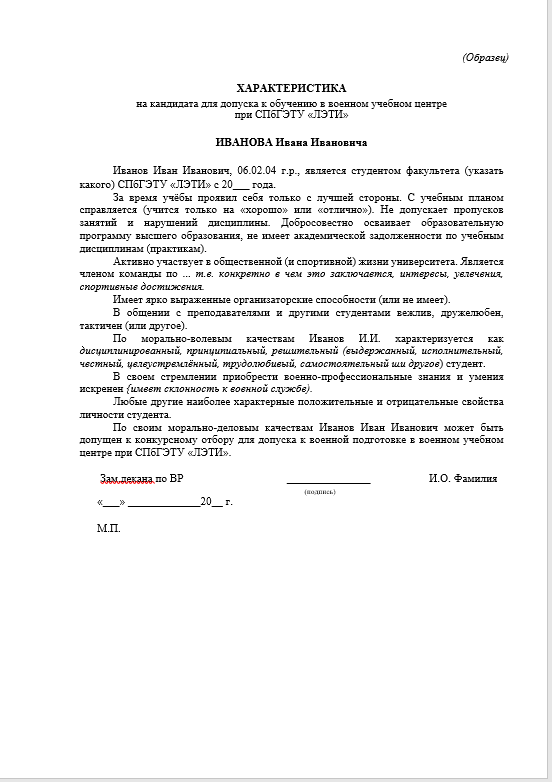 (Образец)
ХАРАКТЕРИСТИКА
на кандидата для допуска к обучению в военном учебном центре
при СПбГЭТУ «ЛЭТИ»
ИВАНОВА Ивана Ивановича
Иванов Иван Иванович, 06.02.04 г.р., является студентом факультета (указать
какого) СПбГЭТУ «ЛЭТИ» с 20___ года.
За время учёбы проявил себя только с лучшей стороны. С учебным планом
справляется (учится только на «хорошо» или «отлично»). Не допускает пропусков
занятий и нарушений дисциплины. Добросовестно осваивает образовательную
программу высшего образования, не имеет академической задолженности по учебным
дисциплинам (практикам).
Активно участвует в общественной (и спортивной) жизни университета. Является
членом команды по ... т.е. конкретно в чем это заключается, интересы, увлечения,
спортивные достижения.
Имеет ярко выраженные организаторские способности (или не имеет).
В общении с преподавателями и другими студентами вежлив, дружелюбен,
тактичен (или другое).
По морально-волевым качествам Иванов И.И. характеризуется как
дисциплинированный, принципиальный, решительный (выдержанный, исполнительный,
честный, целеустремлённый, трудолюбивый, самостоятельный или другов) студент.
В своем стремлении приобрести военно-профессиональные знания и умения
искренен (имеет склонность к военной службе).
Любые другие наиболее характерные положительные и отрицательные свойства
личности студента.
По своим морально-деловым качествам Иванов Иван Иванович может быть
допущен к конкурсному отбору для допуска к военной подготовке в военном учебном
центре при СПбГЭТУ «ЛЭТИ».
Зам.декана по ВР _______________ И.О. Фамилия
(подпись)
«___» _____________20__ г.
М.П.